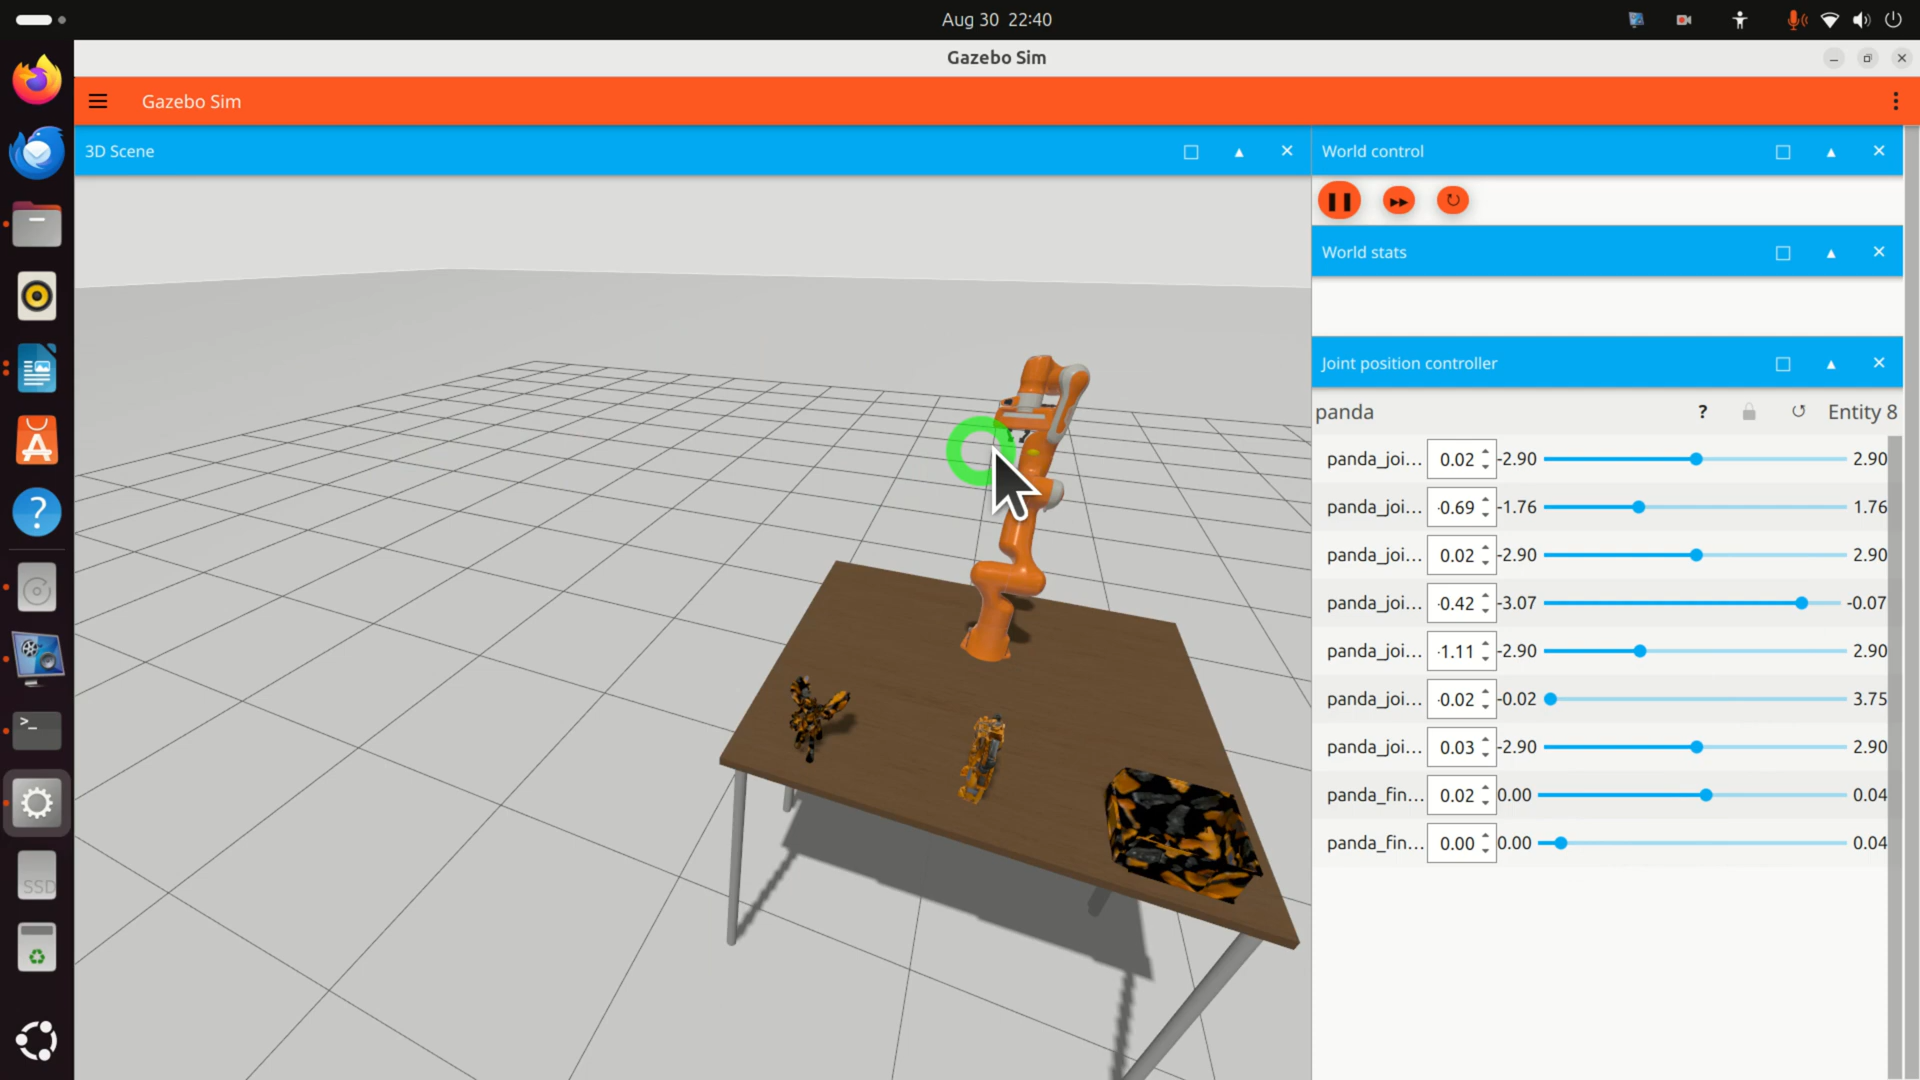 Aug 30 22:40
Gazebo Sim
Gazebo Sim
3D Scene
World control
World stats
Joint position controller
panda ? Entity 8
panda_joi... 0.02 -2.90 2.90
panda_joi... -0.69 -1.76 1.76
panda_joi... 0.02 -2.90 2.90
panda_joi... -0.42 -3.07 -0.07
panda_joi... -1.11 -2.90 2.90
panda_joi... -0.02 -0.02 3.75
panda_joi... 0.03 -2.90 2.90
panda_fin... 0.02 0.00 0.04
panda_fin... 0.00 0.00 0.04
SSD